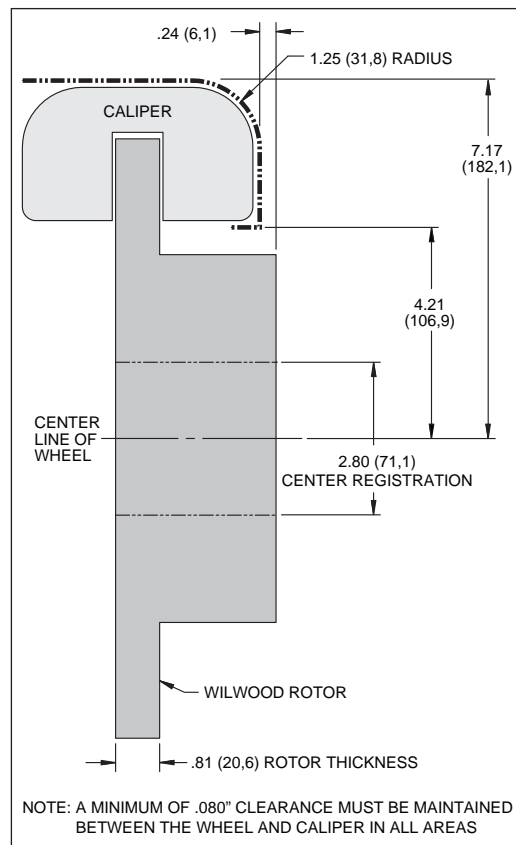 .24 (6,1)
1.25 (31,8) RADIUS
CALIPER
7.17
(182,1)
4.21
(106,9)
CENTER
LINE OF
WHEEL
2.80 (71,1)
CENTER REGISTRATION
WILWOOD ROTOR
.81 (20,6) ROTOR THICKNESS
NOTE: A MINIMUM OF .080” CLEARANCE MUST BE MAINTAINED
BETWEEN THE WHEEL AND CALIPER IN ALL AREAS